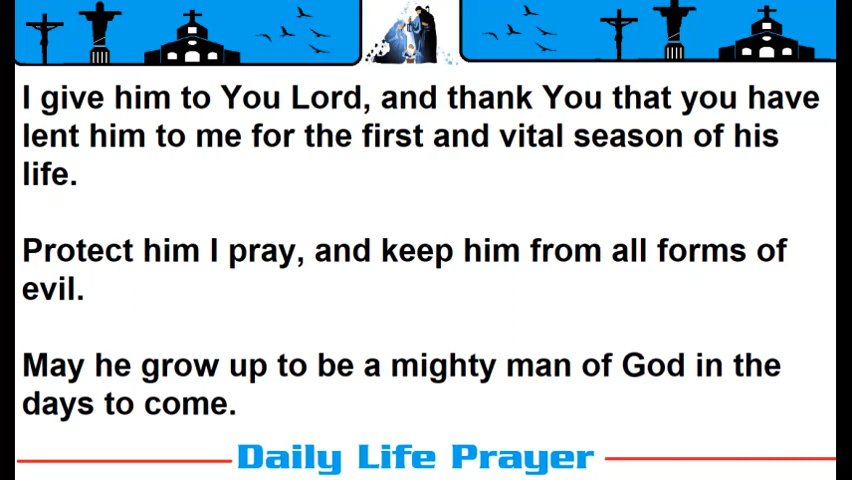 I give him to You Lord, and thank You that you have
lent him to me for the first and vital season of his
life.
Protect him I pray, and keep him from all forms of
evil.
May he grow up to be a mighty man of God in the
days to come.
Daily Life Prayer